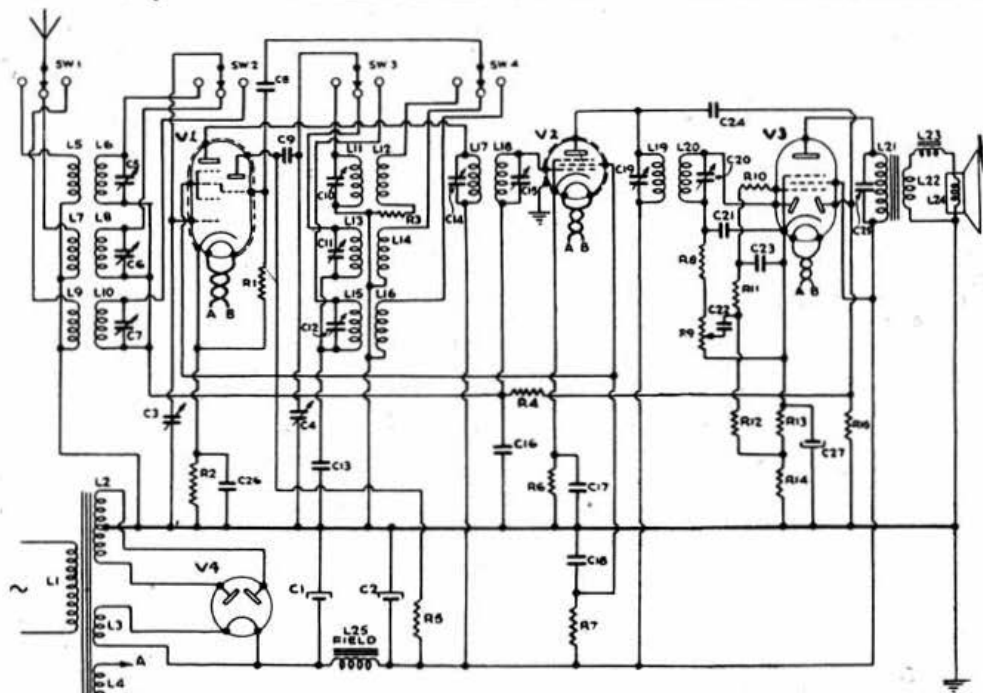 SW1
SW2
SW3
SW4
C8
C24
L5
L6
V1
C9
L11
L12
L17
L18
V2
C19
L19
L20
C20
V3
L21
L23
C5
C10
R3
C14
C15
R10
L22
L24
L7
L8
L13
L14
C21
C25
C6
C11
R1
A B
A B
R8
C23
A B
L9
L10
L15
L16
R11
C7
C12
C22
R9
C3
C4
R4
R12
R13
R16
C27
L2
R2
C26
C13
C16
R6
C17
R14
L1
V4
C18
~
C1
C2
R5
R7
L3
L25
FIELD
A
L4